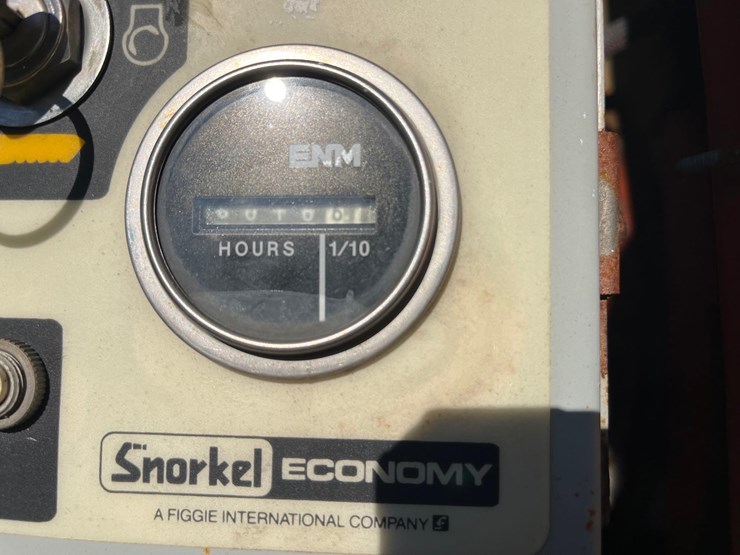 ENM
HOURS 1/10
Snorkel ECONOMY
A FIGGIE INTERNATIONAL COMPANY